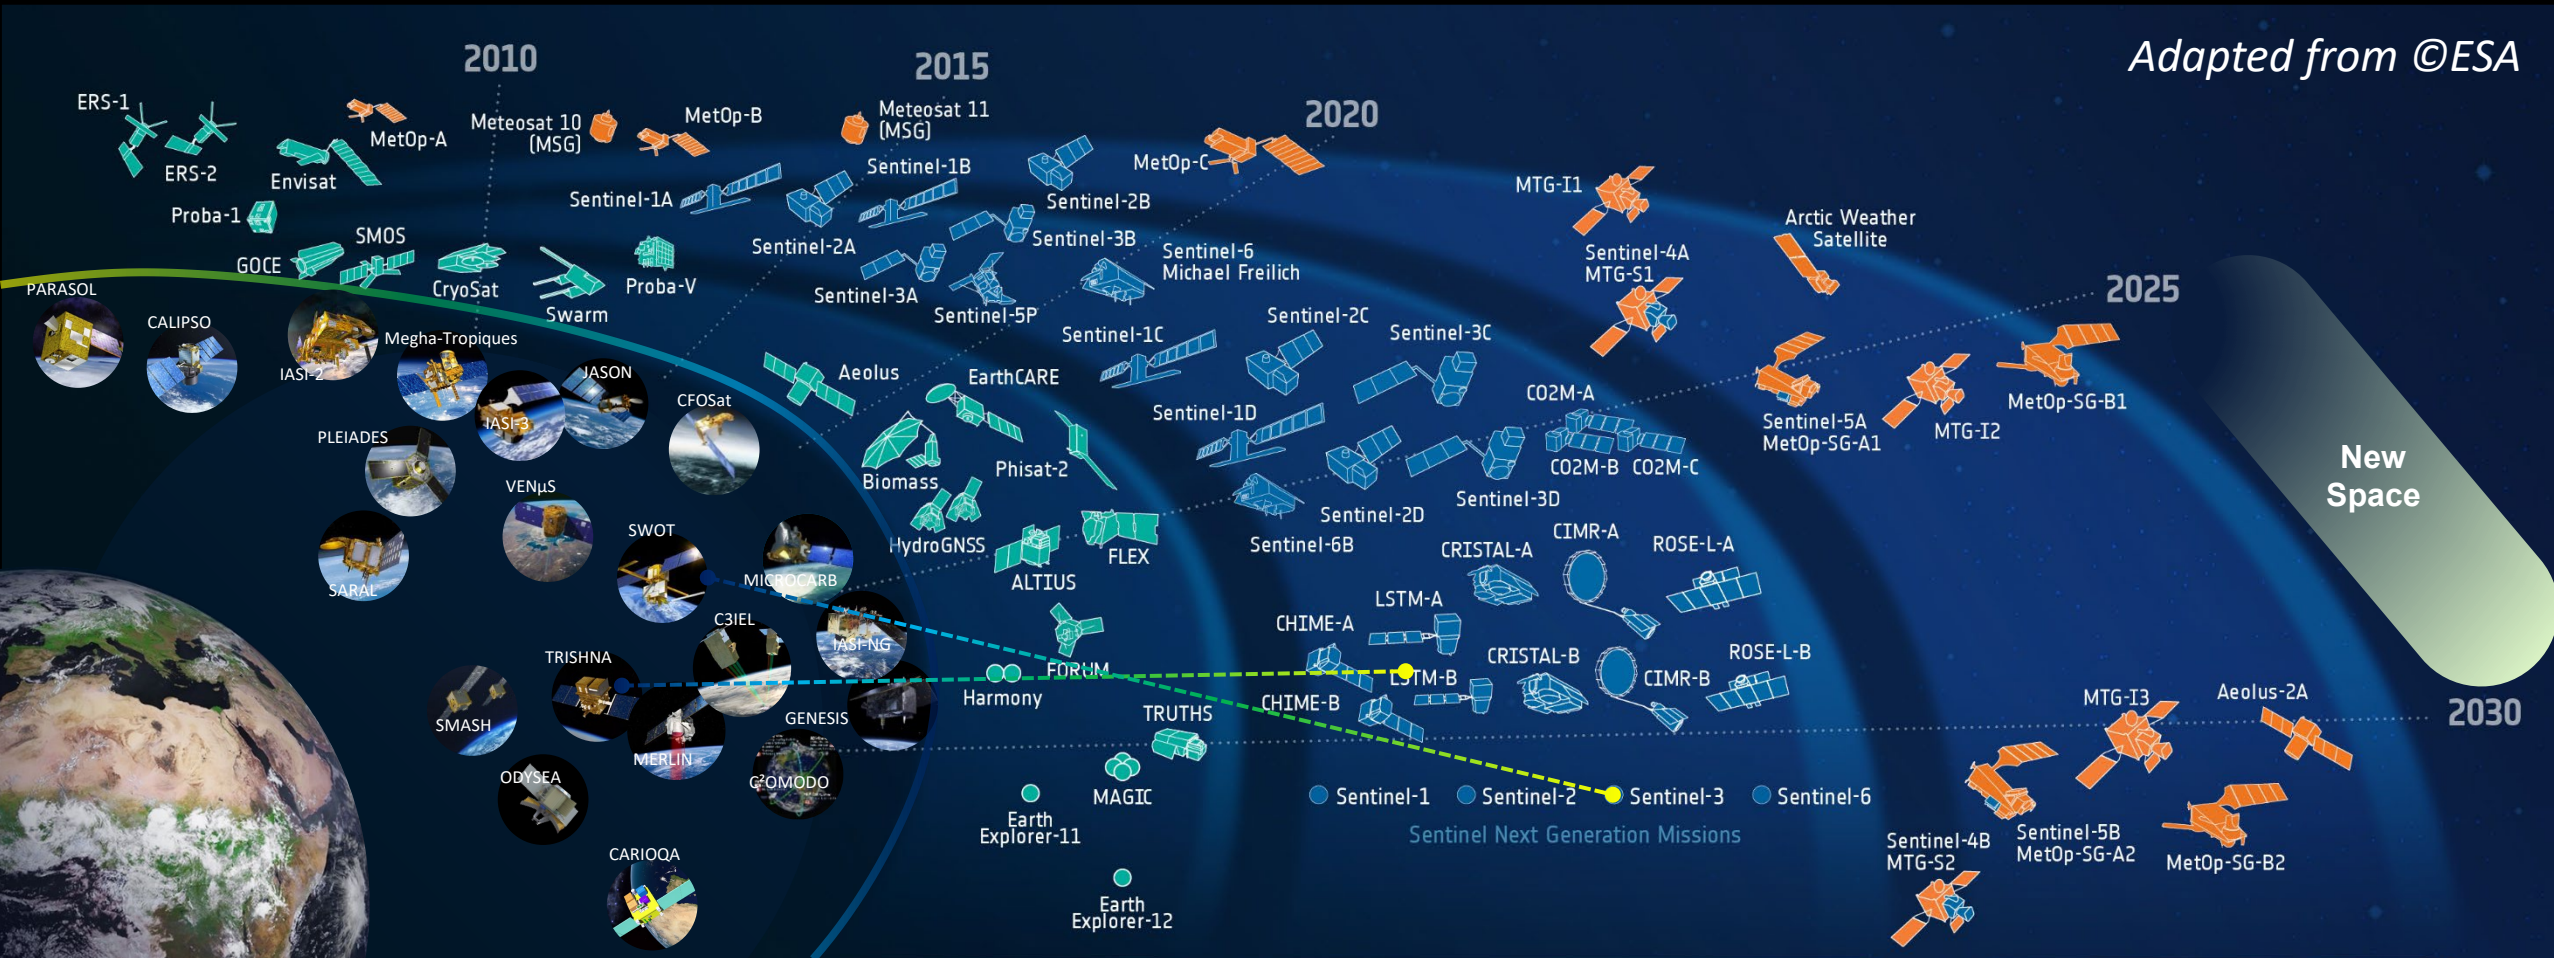 Adapted from ©ESA
2010
2015
2020
2025
2030
ERS-1
ERS-2
Envisat
MetOp-A
Meteosat 10
(MSG)
MetOp-B
Meteosat 11
(MSG)
MetOp-C
Proba-1
GOCE
SMOS
CryoSat
Swarm
Proba-V
Sentinel-1A
Sentinel-2A
Sentinel-1B
Sentinel-2B
Sentinel-3B
Sentinel-3A
Sentinel-5P
Sentinel-6
Michael Freilich
MTG-I1
Sentinel-4A
MTG-S1
Arctic Weather
Satellite
PARASOL
CALIPSO
IASI-2
Megha-Tropiques
IASI-3
JASON
CFOSat
PLEIADES
VENµS
SARAL
SWOT
MICROCARB
C3IEL
IASI-NG
TRISHNA
SMASH
MERLIN
GENESIS
C²OMODO
ODYSEA
CARIOQA
Aeolus
EarthCARE
Biomass
Phisat-2
HydroGNSS
ALTIUS
FLEX
FORUM
Harmony
TRUTHS
MAGIC
Earth
Explorer-11
Earth
Explorer-12
Sentinel-1C
Sentinel-2C
Sentinel-3C
Sentinel-1D
Sentinel-2D
Sentinel-3D
Sentinel-6B
CO2M-A
CO2M-B
CO2M-C
CRISTAL-A
CIMR-A
ROSE-L-A
LSTM-A
CHIME-A
CRISTAL-B
CIMR-B
ROSE-L-B
LSTM-B
CHIME-B
Sentinel-1
Sentinel-2
Sentinel-3
Sentinel-6
Sentinel Next Generation Missions
Sentinel-5A
MetOp-SG-A1
MTG-I2
MetOp-SG-B1
New
Space
MTG-I3
Aeolus-2A
Sentinel-4B
MTG-S2
Sentinel-5B
MetOp-SG-A2
MetOp-SG-B2